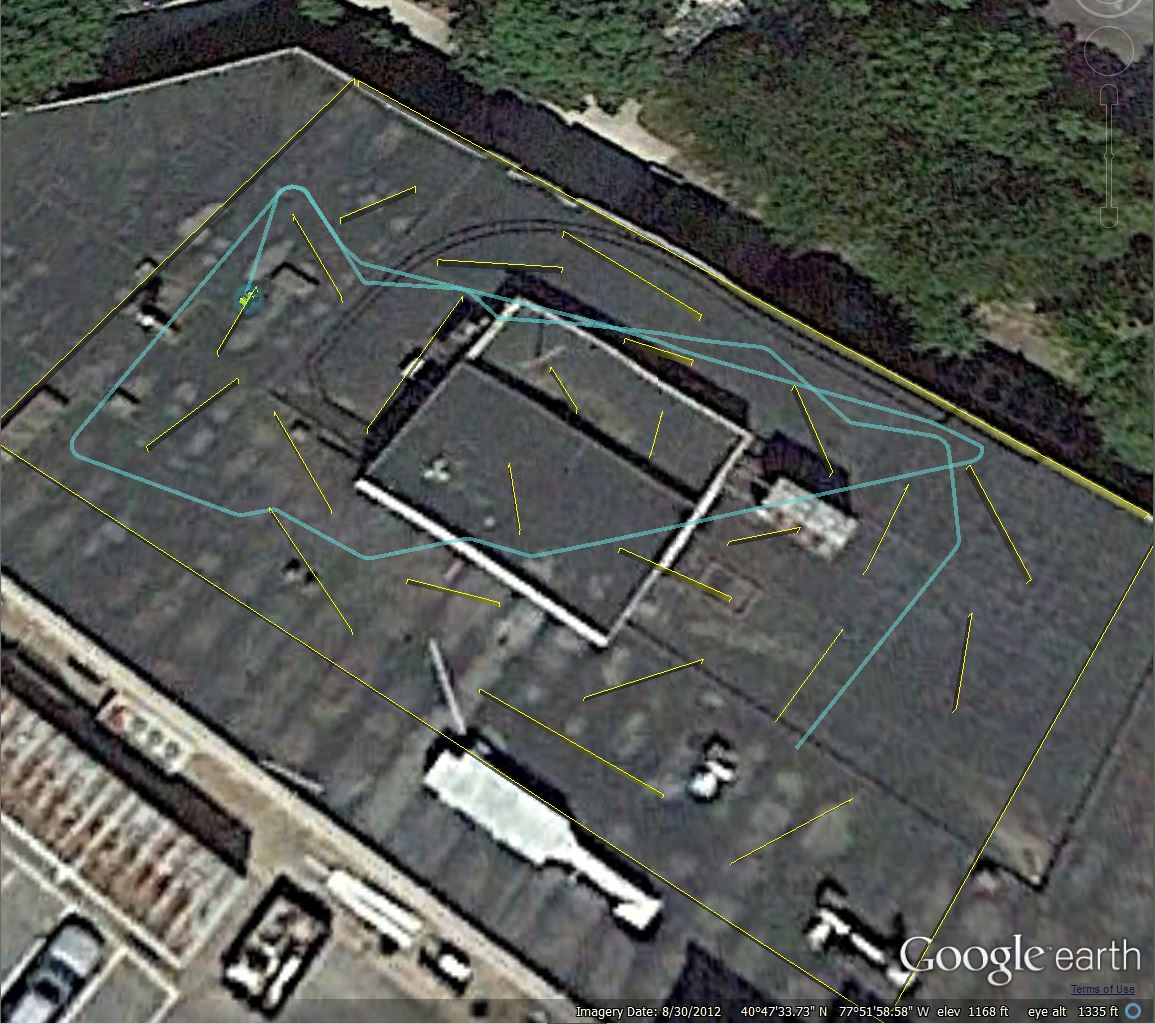 Google earth
Terms of Use
Imagery Date: 8/30/2012 40°47'33.73" N 77°51'58.58" W elev 1168 ft eye alt 1335 ft